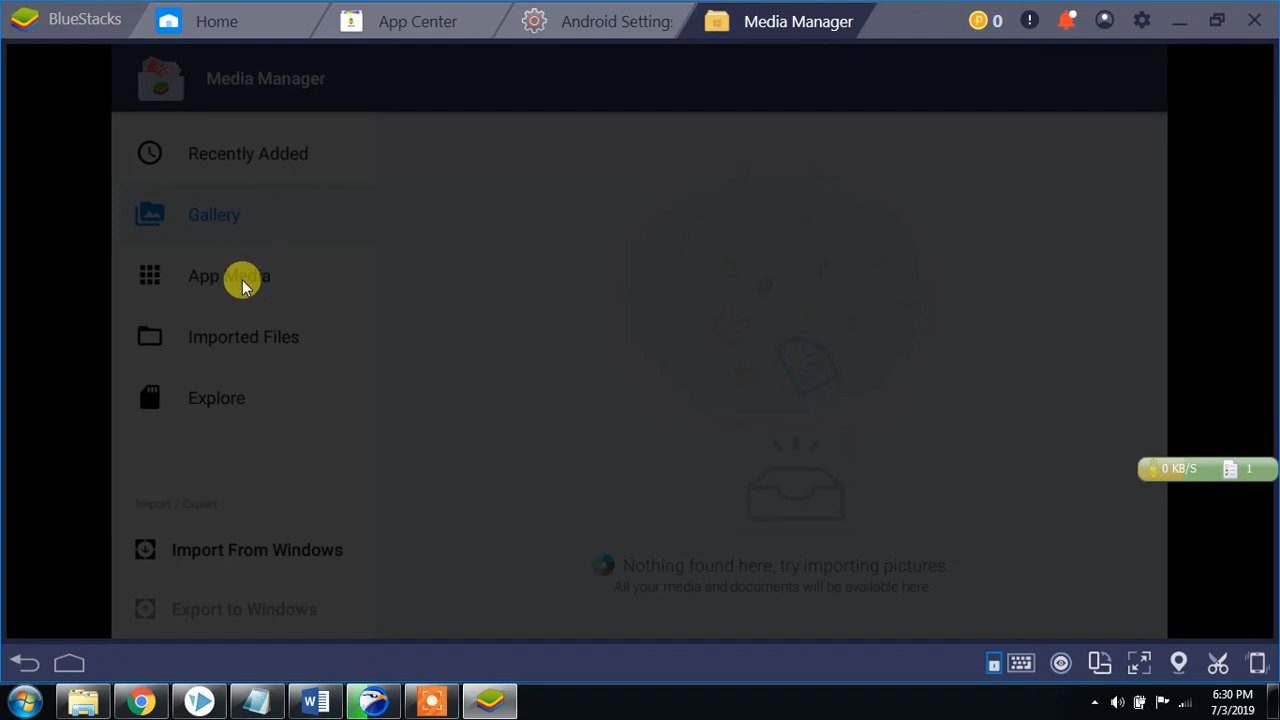 BlueStacks
Home
App Center
Android Setting
Media Manager
P 0
Media Manager
Recently Added
Gallery
App Media
Imported Files
Explore
0 KB/S 1
Import / Export
Import From Windows
Nothing found here, try importing pictures.
All your media and documents will be available here
Export to Windows
6:30 PM
7/3/2019